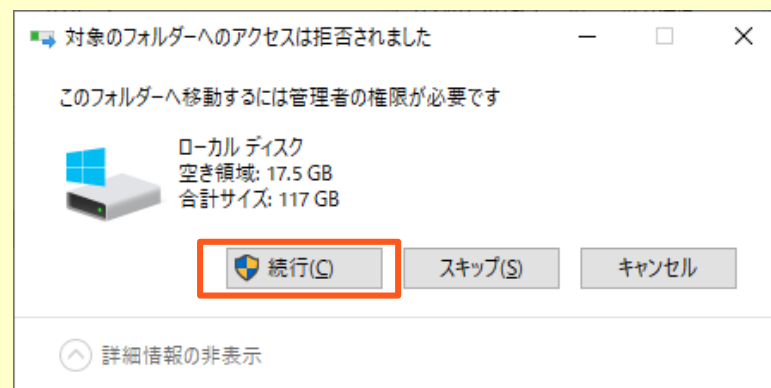 対象のフォルダーへのアクセスは拒否されました
このフォルダーへ移動するには管理者の権限が必要です
ローカル ディスク
空き領域: 17.5 GB
合計サイズ: 117 GB
続行(C) スキップ(S) キャンセル
詳細情報の非表示